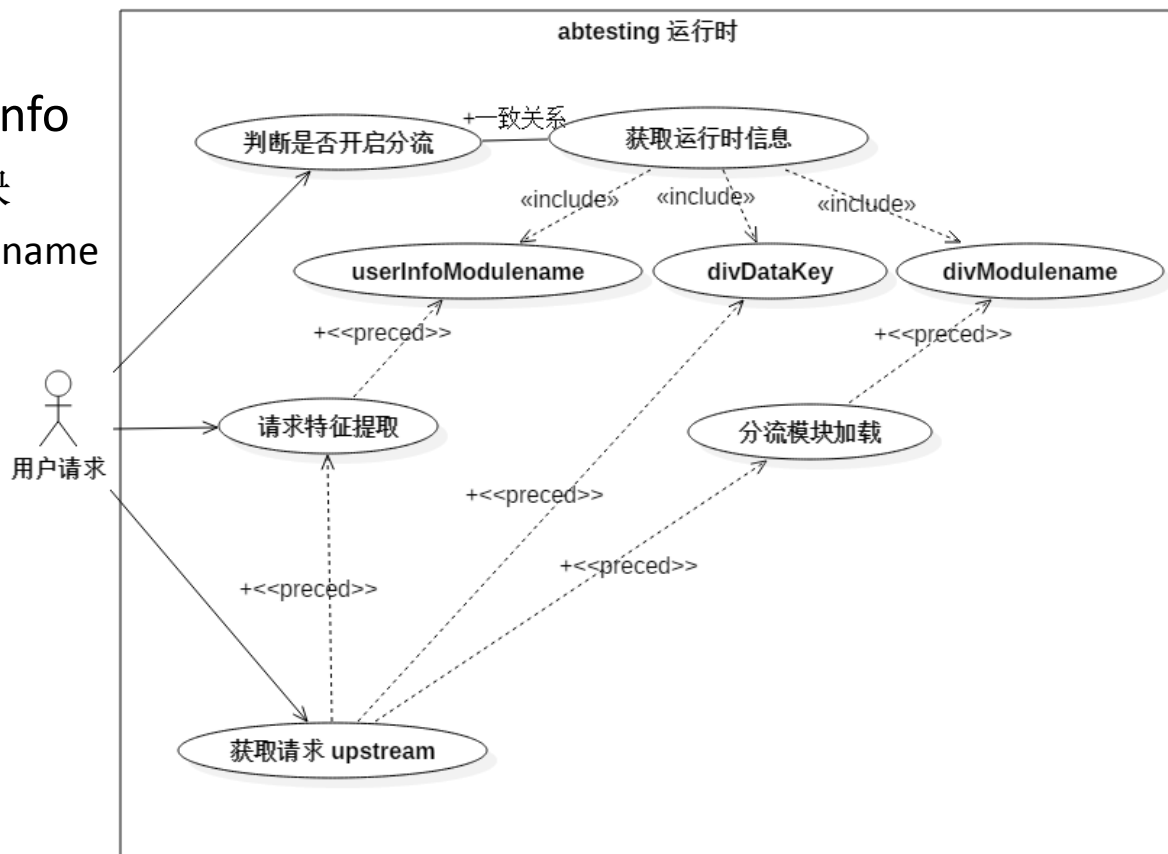 abtesting 运行时
nfo
name
+一致关系
判断是否开启分流
获取运行时信息
«include»
«include»
«include»
userInfoModulename
divDataKey
divModulename
+<<preced>>
+<<preced>>
请求特征提取
分流模块加载
用户请求
+<<preced>>
+<<preced>>
+<<preced>>
获取请求 upstream